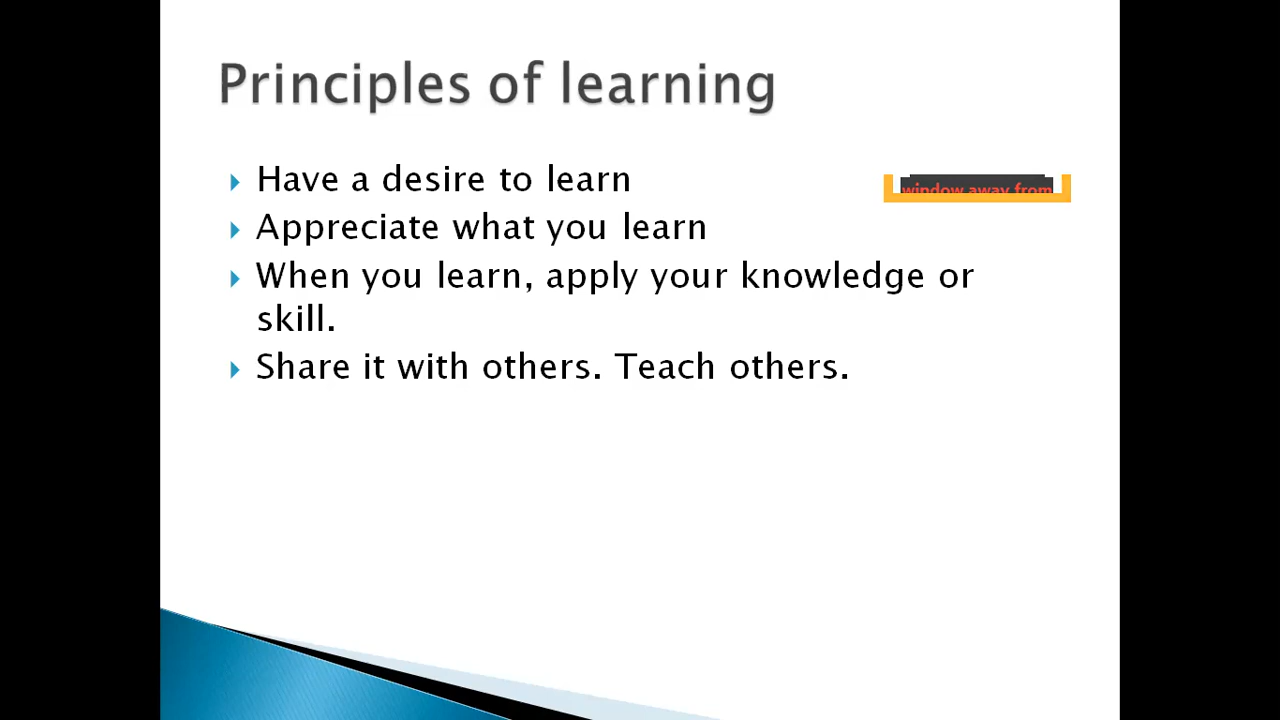 Principles of learning
Have a desire to learn
window away from
Appreciate what you learn
When you learn, apply your knowledge or
skill.
Share it with others. Teach others.